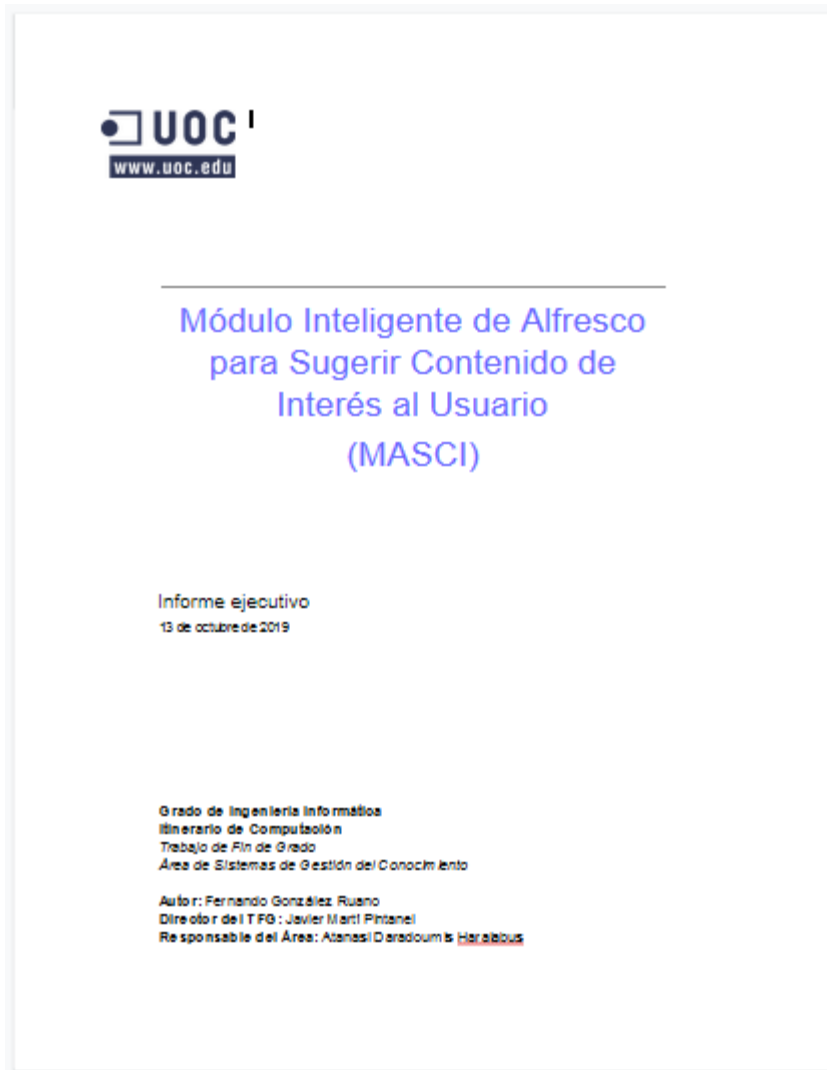 UOC
www.uoc.edu
Módulo Inteligente de Alfresco
para Sugerir Contenido de
Interés al Usuario
(MASCI)
Informe ejecutivo
13 de octubre de 2019
Grado de Ingeniería Informática
Itinerario de Computación
Trabajo de Fin de Grado
Área de Sistemas de Gestión del Conocimiento
Autor: Fernando González Ruano
Director del TFG: Javier Martí Pintanel
Responsable del Área: Atanasi Daradoumis Haralabus